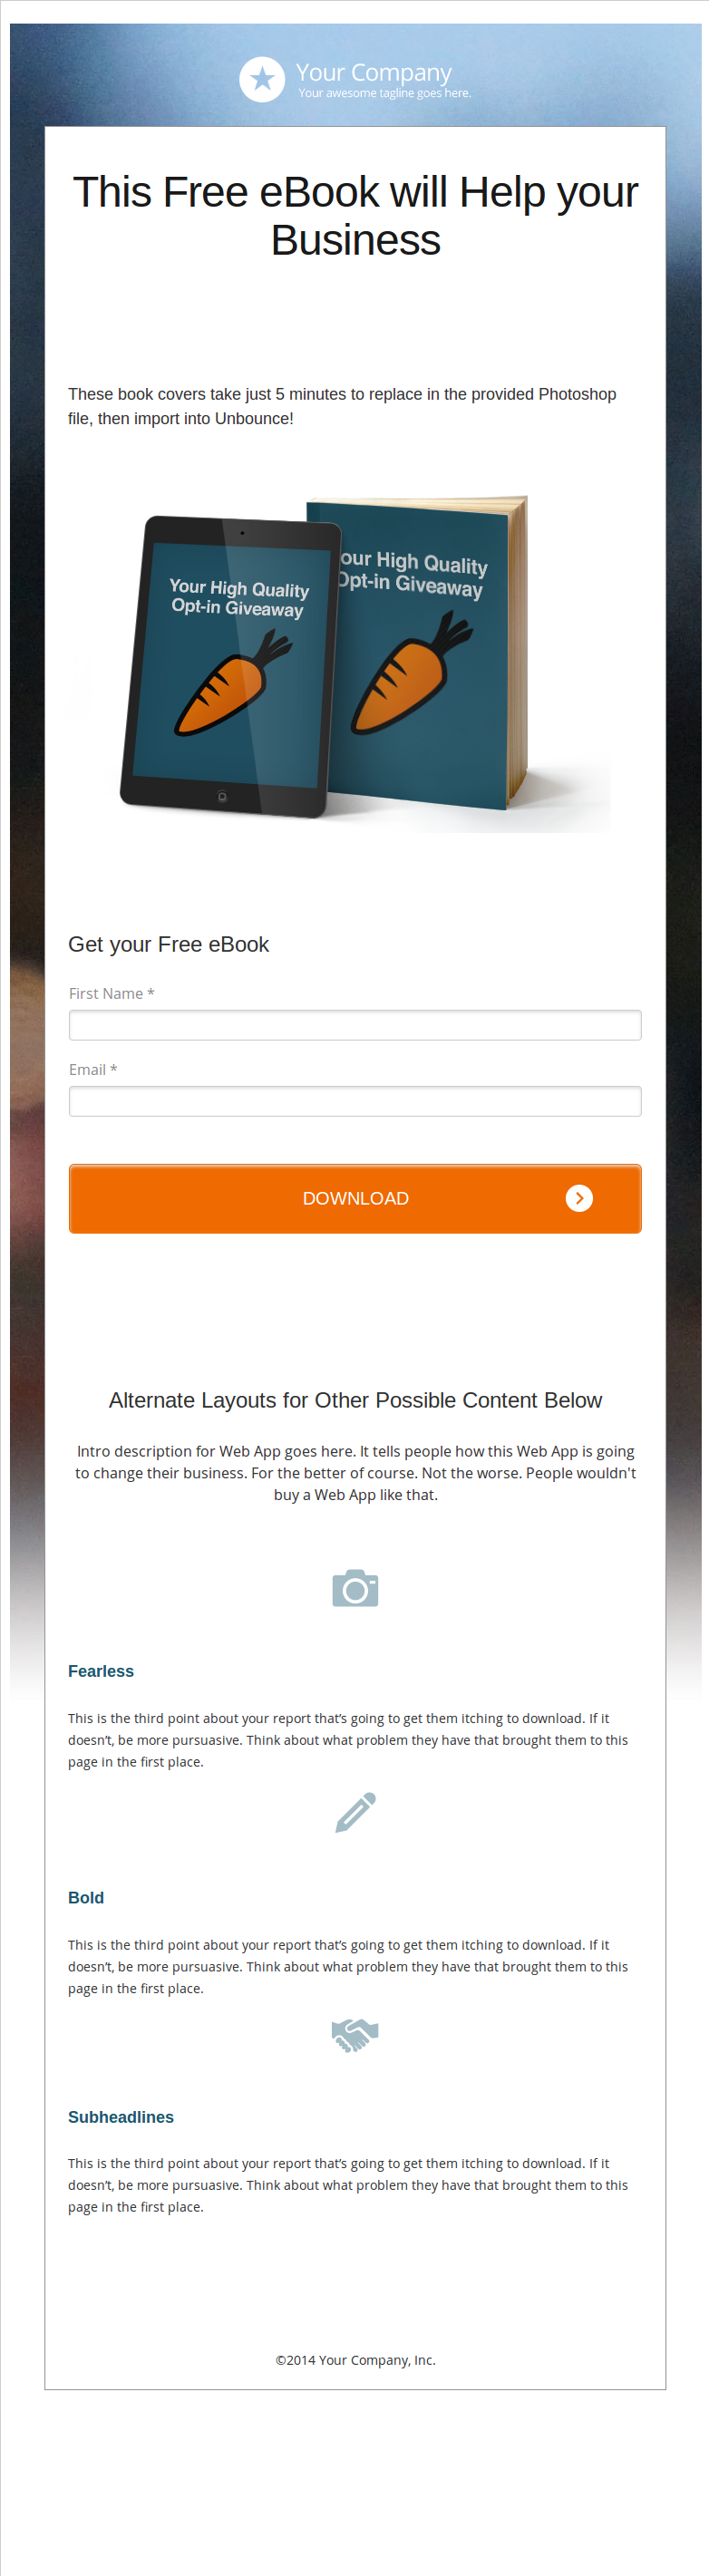 Your Company
Your awesome tagline goes here.
This Free eBook will Help your
Business
These book covers take just 5 minutes to replace in the provided Photoshop
file, then import into Unbounce!
Your High Quality
Opt-in Giveaway
our High Quality
Opt-in Giveaway
Get your Free eBook
First Name *
Email *
DOWNLOAD
Alternate Layouts for Other Possible Content Below
Intro description for Web App goes here. It tells people how this Web App is going
to change their business. For the better of course. Not the worse. People wouldn't
buy a Web App like that.
Fearless
This is the third point about your report that’s going to get them itching to download. If it
doesn’t, be more pursuasive. Think about what problem they have that brought them to this
page in the first place.
Bold
This is the third point about your report that’s going to get them itching to download. If it
doesn’t, be more pursuasive. Think about what problem they have that brought them to this
page in the first place.
Subheadlines
This is the third point about your report that’s going to get them itching to download. If it
doesn’t, be more pursuasive. Think about what problem they have that brought them to this
page in the first place.
©2014 Your Company, Inc.